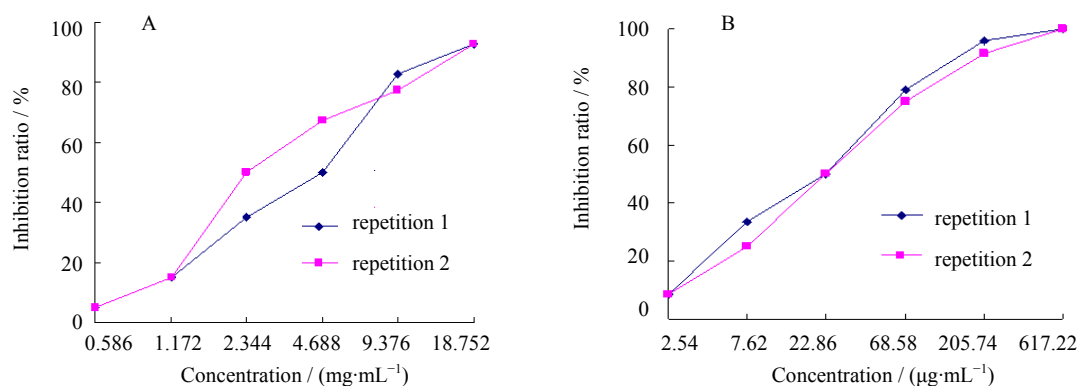 A
Inhibition ratio / %
100
80
60
40
20
0
repetition 1
repetition 2
0.586 1.172 2.344 4.688 9.376 18.752
Concentration / (mg·mL⁻¹)
B
Inhibition ratio / %
100
80
60
40
20
0
repetition 1
repetition 2
2.54 7.62 22.86 68.58 205.74 617.22
Concentration / (μg·mL⁻¹)